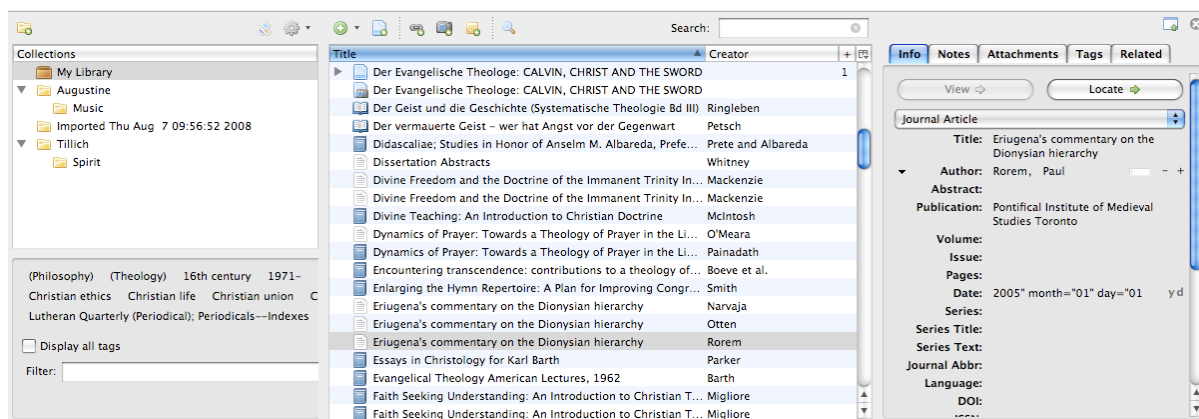 Search:
Collections
My Library
Augustine
Music
Imported Thu Aug 7 09:56:52 2008
Tillich
Spirit
(Philosophy) (Theology) 16th century 1971-
Christian ethics Christian life Christian union C
Lutheran Quarterly (Periodical); Periodicals--Indexes
Display all tags
Filter:
Title Creator +
Der Evangelische Theologe: CALVIN, CHRIST AND THE SWORD 1
Der Evangelische Theologe: CALVIN, CHRIST AND THE SWORD
Der Geist und die Geschichte (Systematische Theologie Bd III) Ringleben
Der vermauerte Geist - wer hat Angst vor der Gegenwart Petsch
Didascaliae; Studies in Honor of Anselm M. Albareda, Prefe... Prete and Albareda
Dissertation Abstracts Whitney
Divine Freedom and the Doctrine of the Immanent Trinity In... Mackenzie
Divine Freedom and the Doctrine of the Immanent Trinity In... Mackenzie
Divine Teaching: An Introduction to Christian Doctrine McIntosh
Dynamics of Prayer: Towards a Theology of Prayer in the Li... O'Meara
Dynamics of Prayer: Towards a Theology of Prayer in the Li... Painadath
Encountering transcendence: contributions to a theology of... Boeve et al.
Enlarging the Hymn Repertoire: A Plan for Improving Congr... Smith
Eriugena's commentary on the Dionysian hierarchy Narvaja
Eriugena's commentary on the Dionysian hierarchy Otten
Eriugena's commentary on the Dionysian hierarchy Rorem
Essays in Christology for Karl Barth Parker
Evangelical Theology American Lectures, 1962 Barth
Faith Seeking Understanding: An Introduction to Christian T... Migliore
Faith Seeking Understanding: An Introduction to Christian T... Migliore
Info Notes Attachments Tags Related
View Locate
Journal Article
Title: Eriugena's commentary on the
Dionysian hierarchy
Author: Rorem, Paul - +
Abstract:
Publication: Pontifical Institute of Medieval
Studies Toronto
Volume:
Issue:
Pages:
Date: 2005" month="01" day="01 y d
Series:
Series Title:
Series Text:
Journal Abbr:
Language:
DOI:
ISSN: